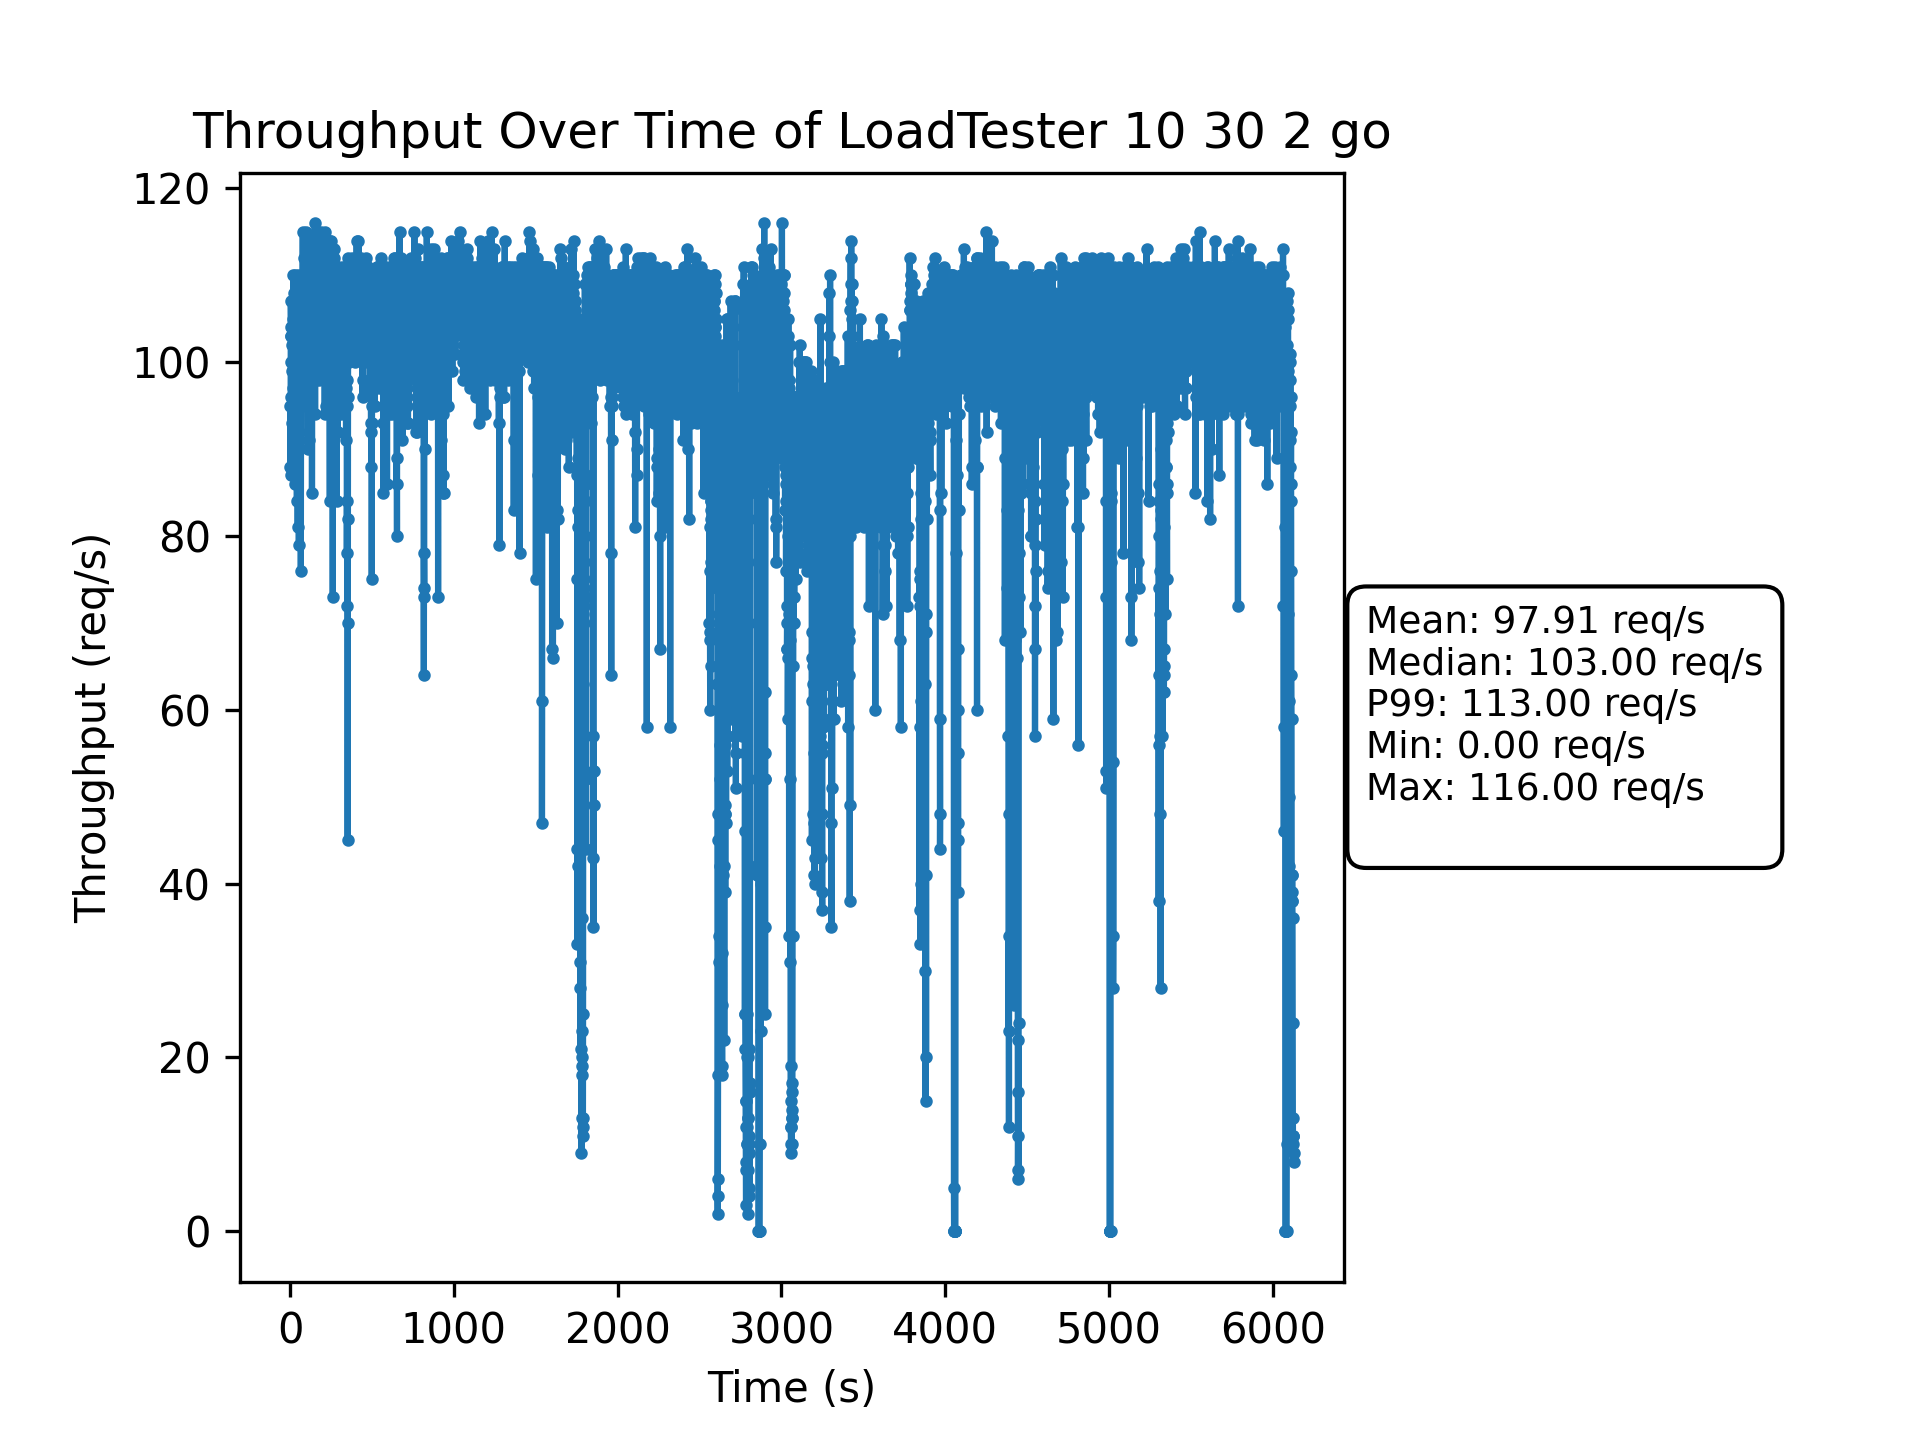 Throughput Over Time of LoadTester 10 30 2 go
120
100
80
60
40
20
0
Throughput (req/s)
0 1000 2000 3000 4000 5000 6000
Time (s)
Mean: 97.91 req/s
Median: 103.00 req/s
P99: 113.00 req/s
Min: 0.00 req/s
Max: 116.00 req/s